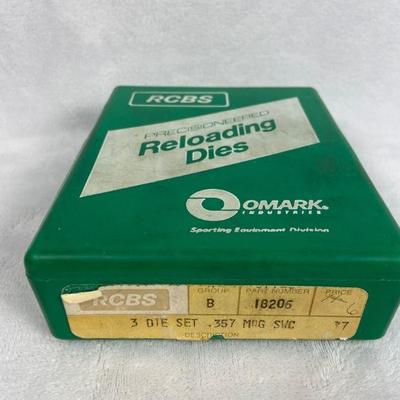 RCBS
PRECISIONEERED
Reloading
Dies
OMARK
INDUSTRIES
Sporting Equipment Division
RCBS
GROUP PART NUMBER PRICE
B 18206
3 DIE SET .357 MAG SWC
DESCRIPTION